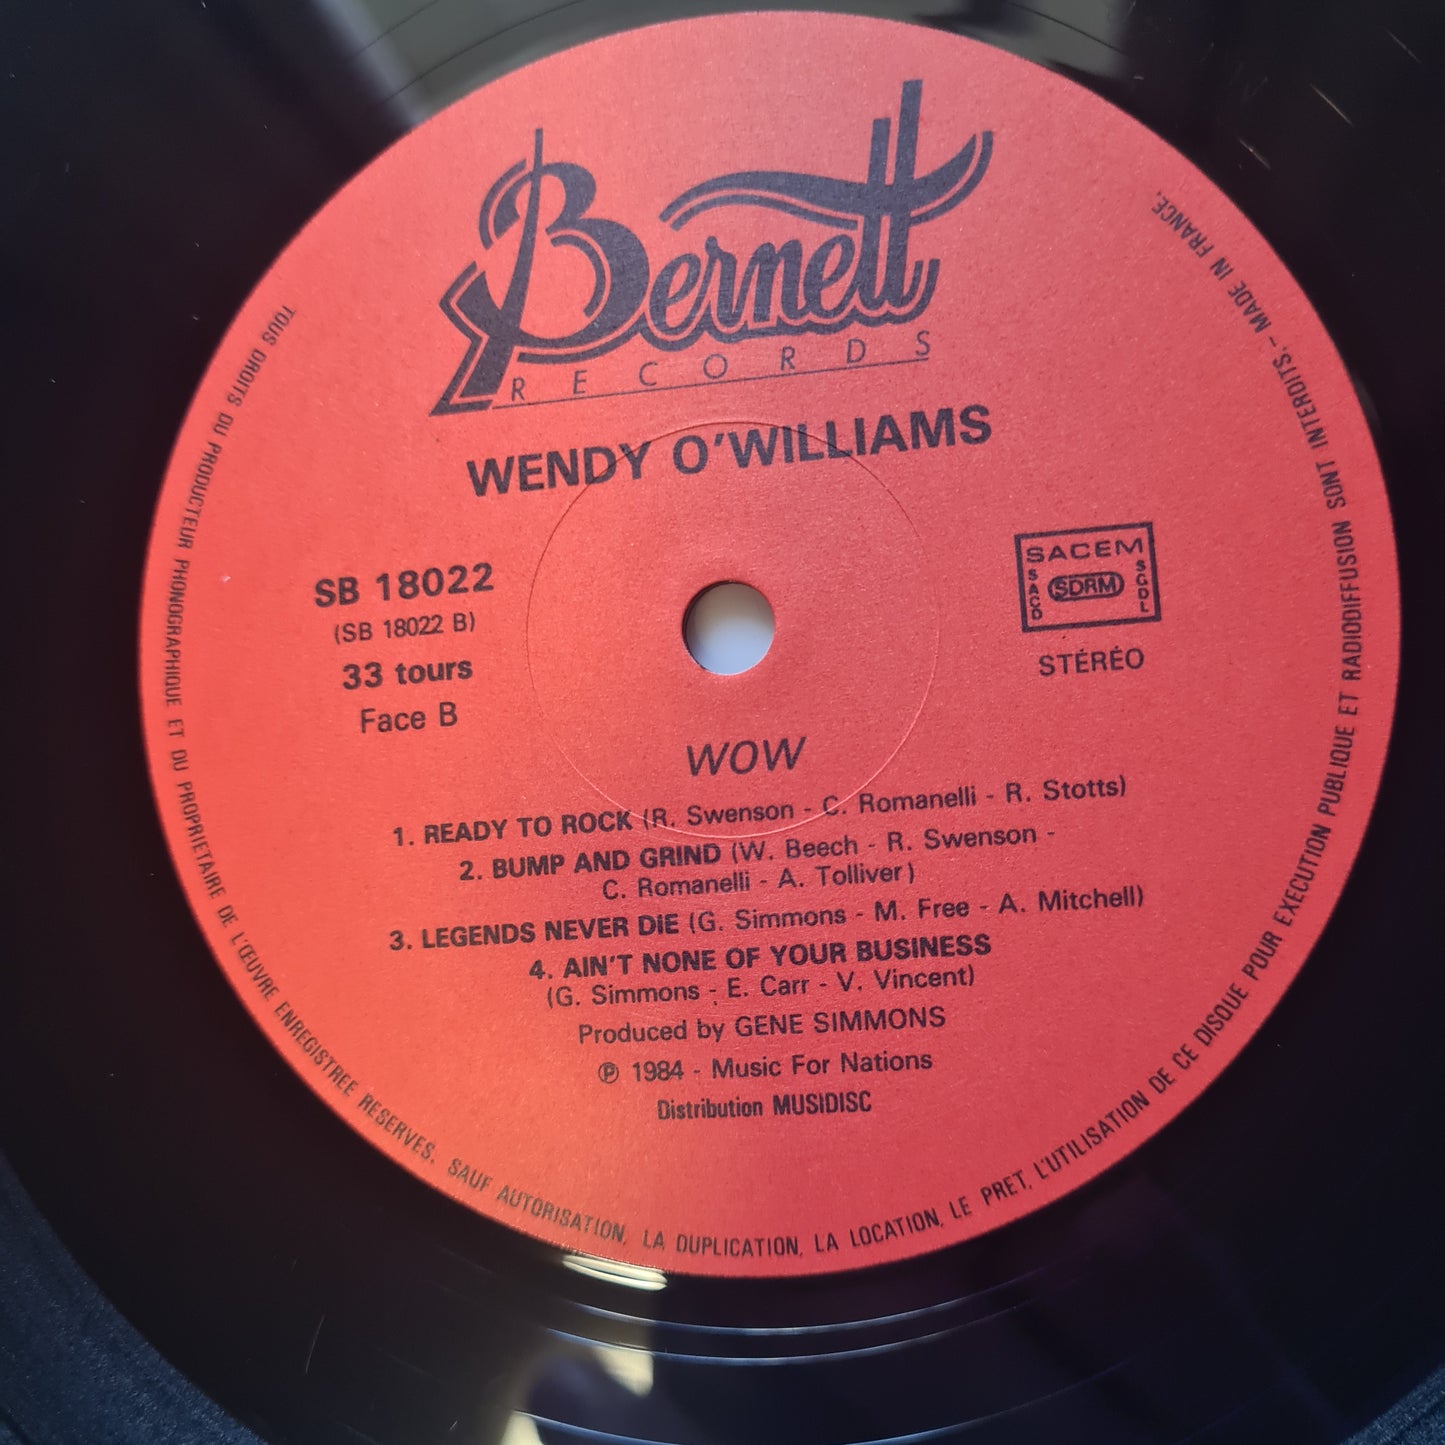 Bernett
RECORDS
WENDY O'WILLIAMS
SB 18022
(SB 18022 B)
33 tours
Face B
SACEM
SACD
SDRM
SGDL
STÉRÉO
WOW
1. READY TO ROCK (R. Swenson - C. Romanelli - R. Stotts)
2. BUMP AND GRIND (W. Beech - R. Swenson -
C. Romanelli - A. Tolliver)
3. LEGENDS NEVER DIE (G. Simmons - M. Free - A. Mitchell)
4. AIN'T NONE OF YOUR BUSINESS
(G. Simmons - E. Carr - V. Vincent)
Produced by GENE SIMMONS
℗ 1984 - Music For Nations
Distribution MUSIDISC
TOUS DROITS DU PRODUCTEUR PHONOGRAPHIQUE ET DU PROPRIETAIRE DE L'ŒUVRE ENREGISTREE RESERVES. SAUF AUTORISATION, LA DUPLICATION, LA LOCATION, LE PRET, L'UTILISATION DE CE DISQUE POUR EXECUTION PUBLIQUE ET RADIODIFFUSION SONT INTERDITS. - MADE IN FRANCE.